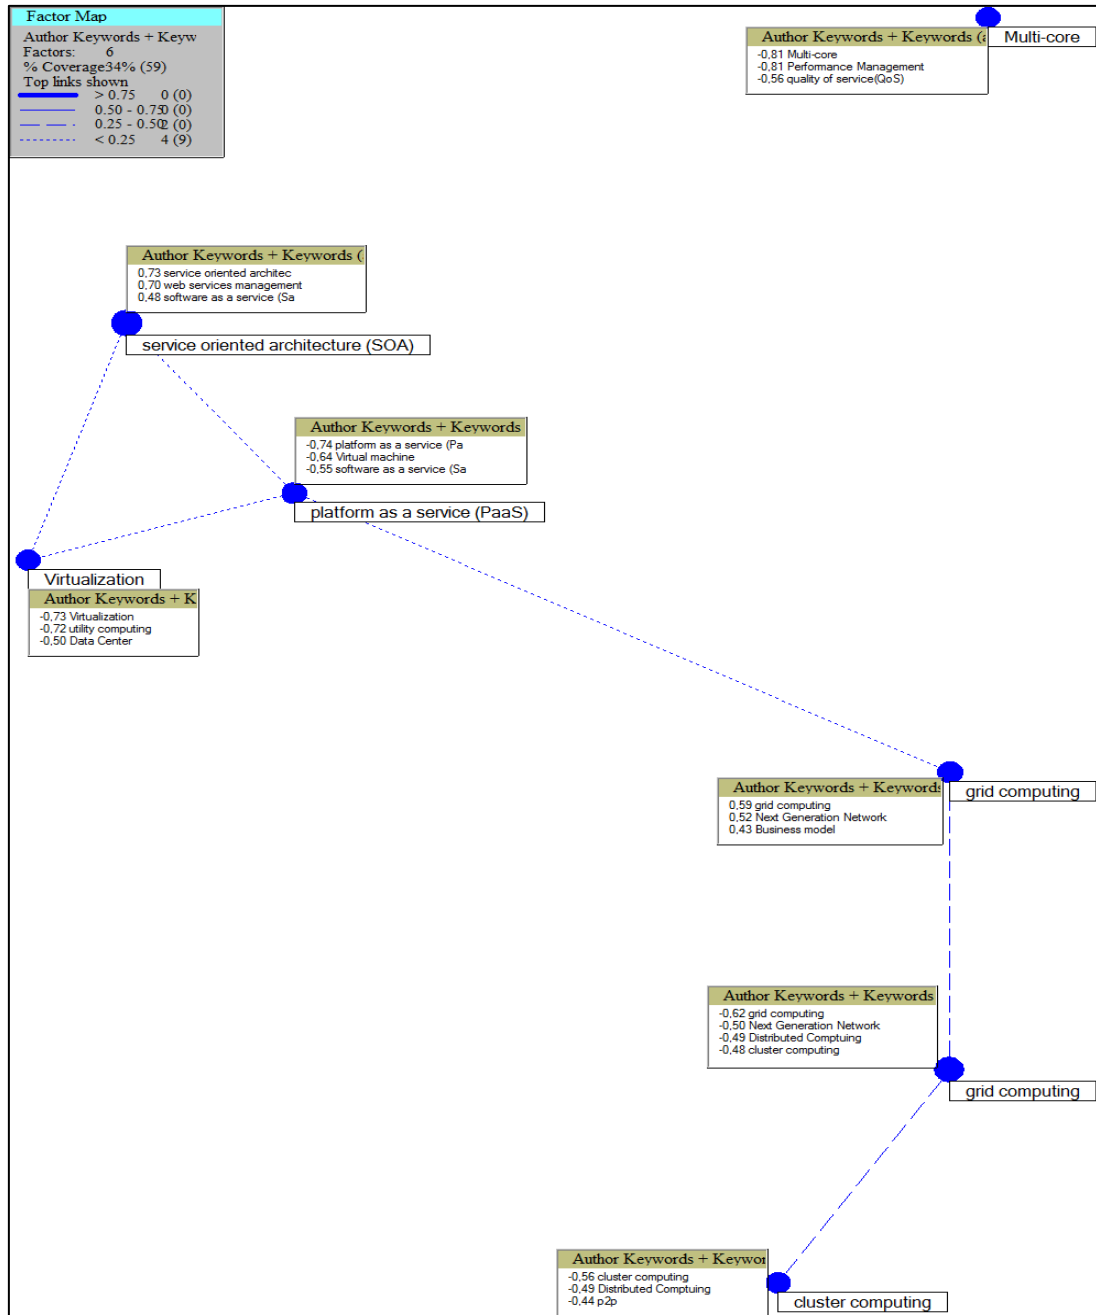 Factor Map
Author Keywords + Keyw
Factors: 6
% Coverage34% (59)
Top links shown
> 0.75 0 (0)
0.50 - 0.75 0 (0)
0.25 - 0.50 2 (0)
< 0.25 4 (9)
Author Keywords + Keywords (a
-0,81 Multi-core
-0,81 Performance Management
-0,56 quality of service(QoS)
Multi-core
Author Keywords + Keywords (
0,73 service oriented architec
0,70 web services management
0,48 software as a service (Sa
service oriented architecture (SOA)
Author Keywords + Keywords
-0,74 platform as a service (Pa
-0,64 Virtual machine
-0,55 software as a service (Sa
platform as a service (PaaS)
Virtualization
Author Keywords + K
-0,73 Virtualization
-0,72 utility computing
-0,50 Data Center
Author Keywords + Keywords
0,59 grid computing
0,52 Next Generation Network
0,43 Business model
grid computing
Author Keywords + Keywords
-0,62 grid computing
-0,50 Next Generation Network
-0,49 Distributed Comptuing
-0,48 cluster computing
grid computing
Author Keywords + Keywor
-0,56 cluster computing
-0,49 Distributed Comptuing
-0,44 p2p
cluster computing